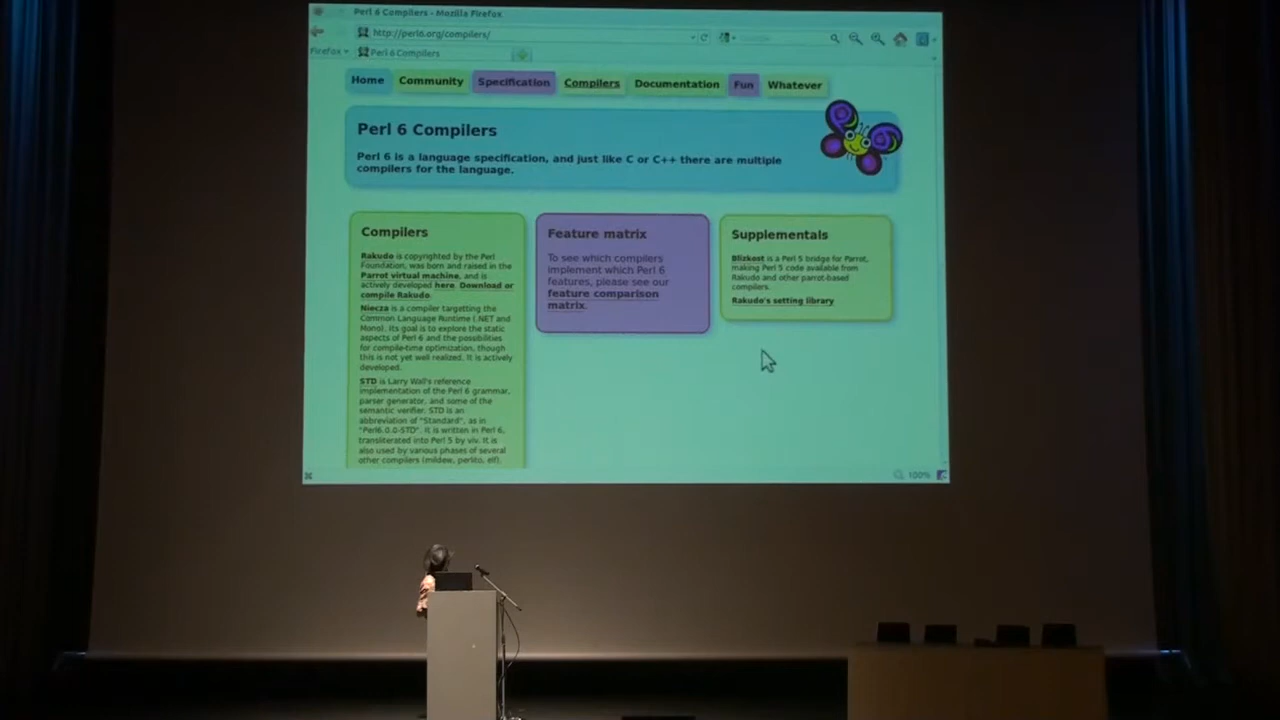 Perl 6 Compilers - Mozilla Firefox
http://perl6.org/compilers/
Firefox
Perl 6 Compilers
Home Community Specification Compilers Documentation Fun Whatever
Perl 6 Compilers
Perl 6 is a language specification, and just like C or C++ there are multiple
compilers for the language.
Compilers
Rakudo is copyrighted by the Perl
Foundation, was born and raised in the
Parrot virtual machine, and is
actively developed here. Download or
compile Rakudo.
Niecza is a compiler targetting the
Common Language Runtime (.NET and
Mono). Its goal is to explore the static
aspects of Perl 6 and the possibilities
for compile-time optimization, though
this is not yet well realized. It is actively
developed.
STD is Larry Wall's reference
implementation of the Perl 6 grammar,
parser generator, and some of the
semantic verifier. STD is an
abbreviation of "Standard", as in
"Perl6.0.0-STD". It is written in Perl 6,
transliterated into Perl 5 by viv. It is
also used by various phases of several
other compilers (mildew, perlito, elf).
Feature matrix
To see which compilers
implement which Perl 6
features, please see our
feature comparison
matrix.
Supplementals
Blizkost is a Perl 5 bridge for Parrot,
making Perl 5 code available from
Rakudo and other parrot-based
compilers.
Rakudo's setting library
100%